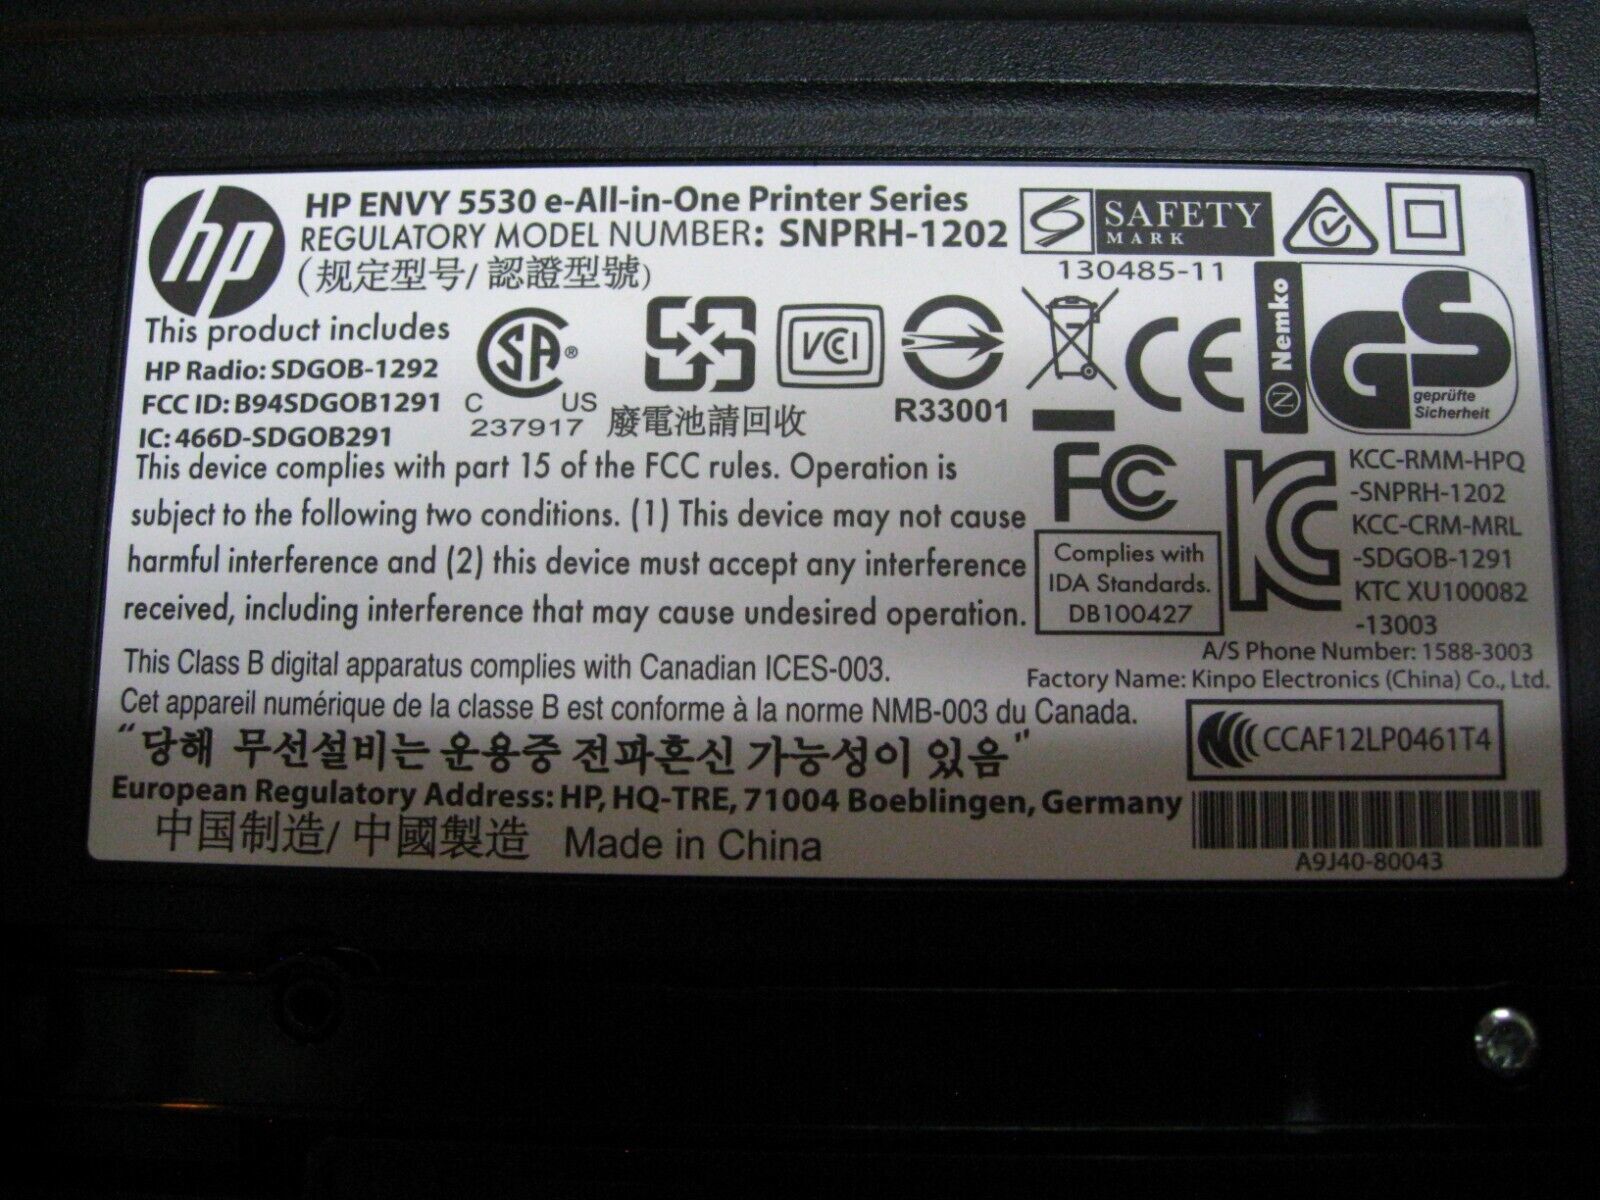 hp
HP ENVY 5530 e-All-in-One Printer Series
REGULATORY MODEL NUMBER: SNPRH-1202
(规定型号/ 認證型號)
SAFETY
MARK
130485-11
This product includes
HP Radio: SDGOB-1292
FCC ID: B94SDGOB1291
IC: 466D-SDGOB291
SA®
C US
237917
廢電池請回收
VCI
R33001
CE
N Nemko
GS
geprüfte
Sicherheit
FC
Complies with
IDA Standards.
DB100427
KC
KCC-RMM-HPQ
-SNPRH-1202
KCC-CRM-MRL
-SDGOB-1291
KTC XU100082
-13003
This device complies with part 15 of the FCC rules. Operation is
subject to the following two conditions. (1) This device may not cause
harmful interference and (2) this device must accept any interference
received, including interference that may cause undesired operation.
A/S Phone Number: 1588-3003
Factory Name: Kinpo Electronics (China) Co., Ltd.
This Class B digital apparatus complies with Canadian ICES-003.
Cet appareil numérique de la classe B est conforme à la norme NMB-003 du Canada.
CCAF12LP0461T4
"당해 무선설비는 운용중 전파혼신 가능성이 있음"
European Regulatory Address: HP, HQ-TRE, 71004 Boeblingen, Germany
中国制造/ 中國製造 Made in China
A9J40-80043